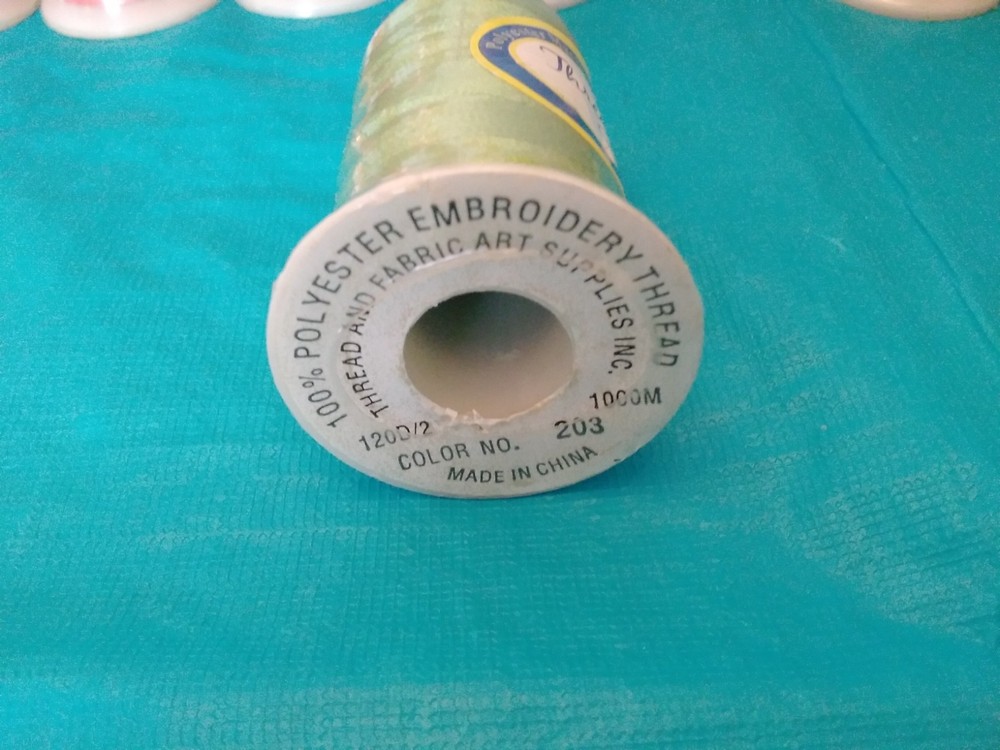 Polyester
100% POLYESTER EMBROIDERY THREAD
THREAD AND FABRIC ART SUPPLIES INC.
120D/2 1000M
COLOR NO. 203
MADE IN CHINA